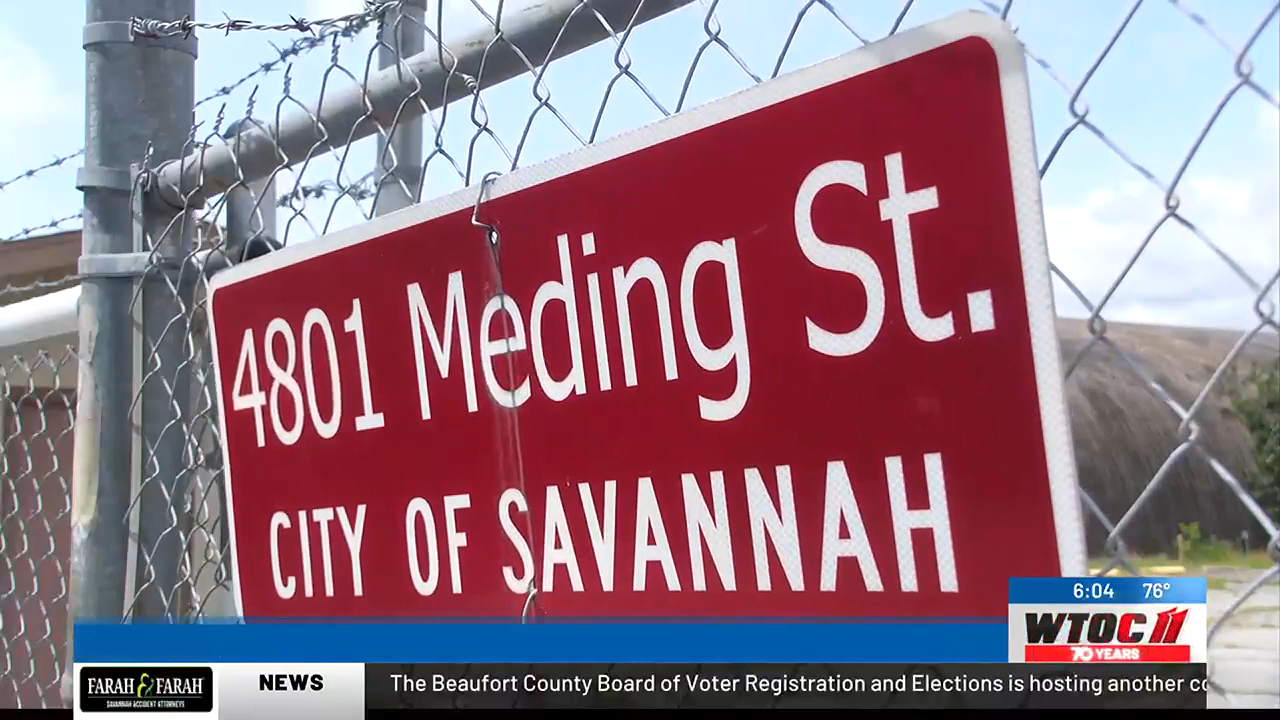 4801 Meding St.
CITY OF SAVANNAH
6:04 76°
WTOC 11
70 YEARS
FARAH & FARAH
SAVANNAH ACCIDENT ATTORNEYS
NEWS
The Beaufort County Board of Voter Registration and Elections is hosting another